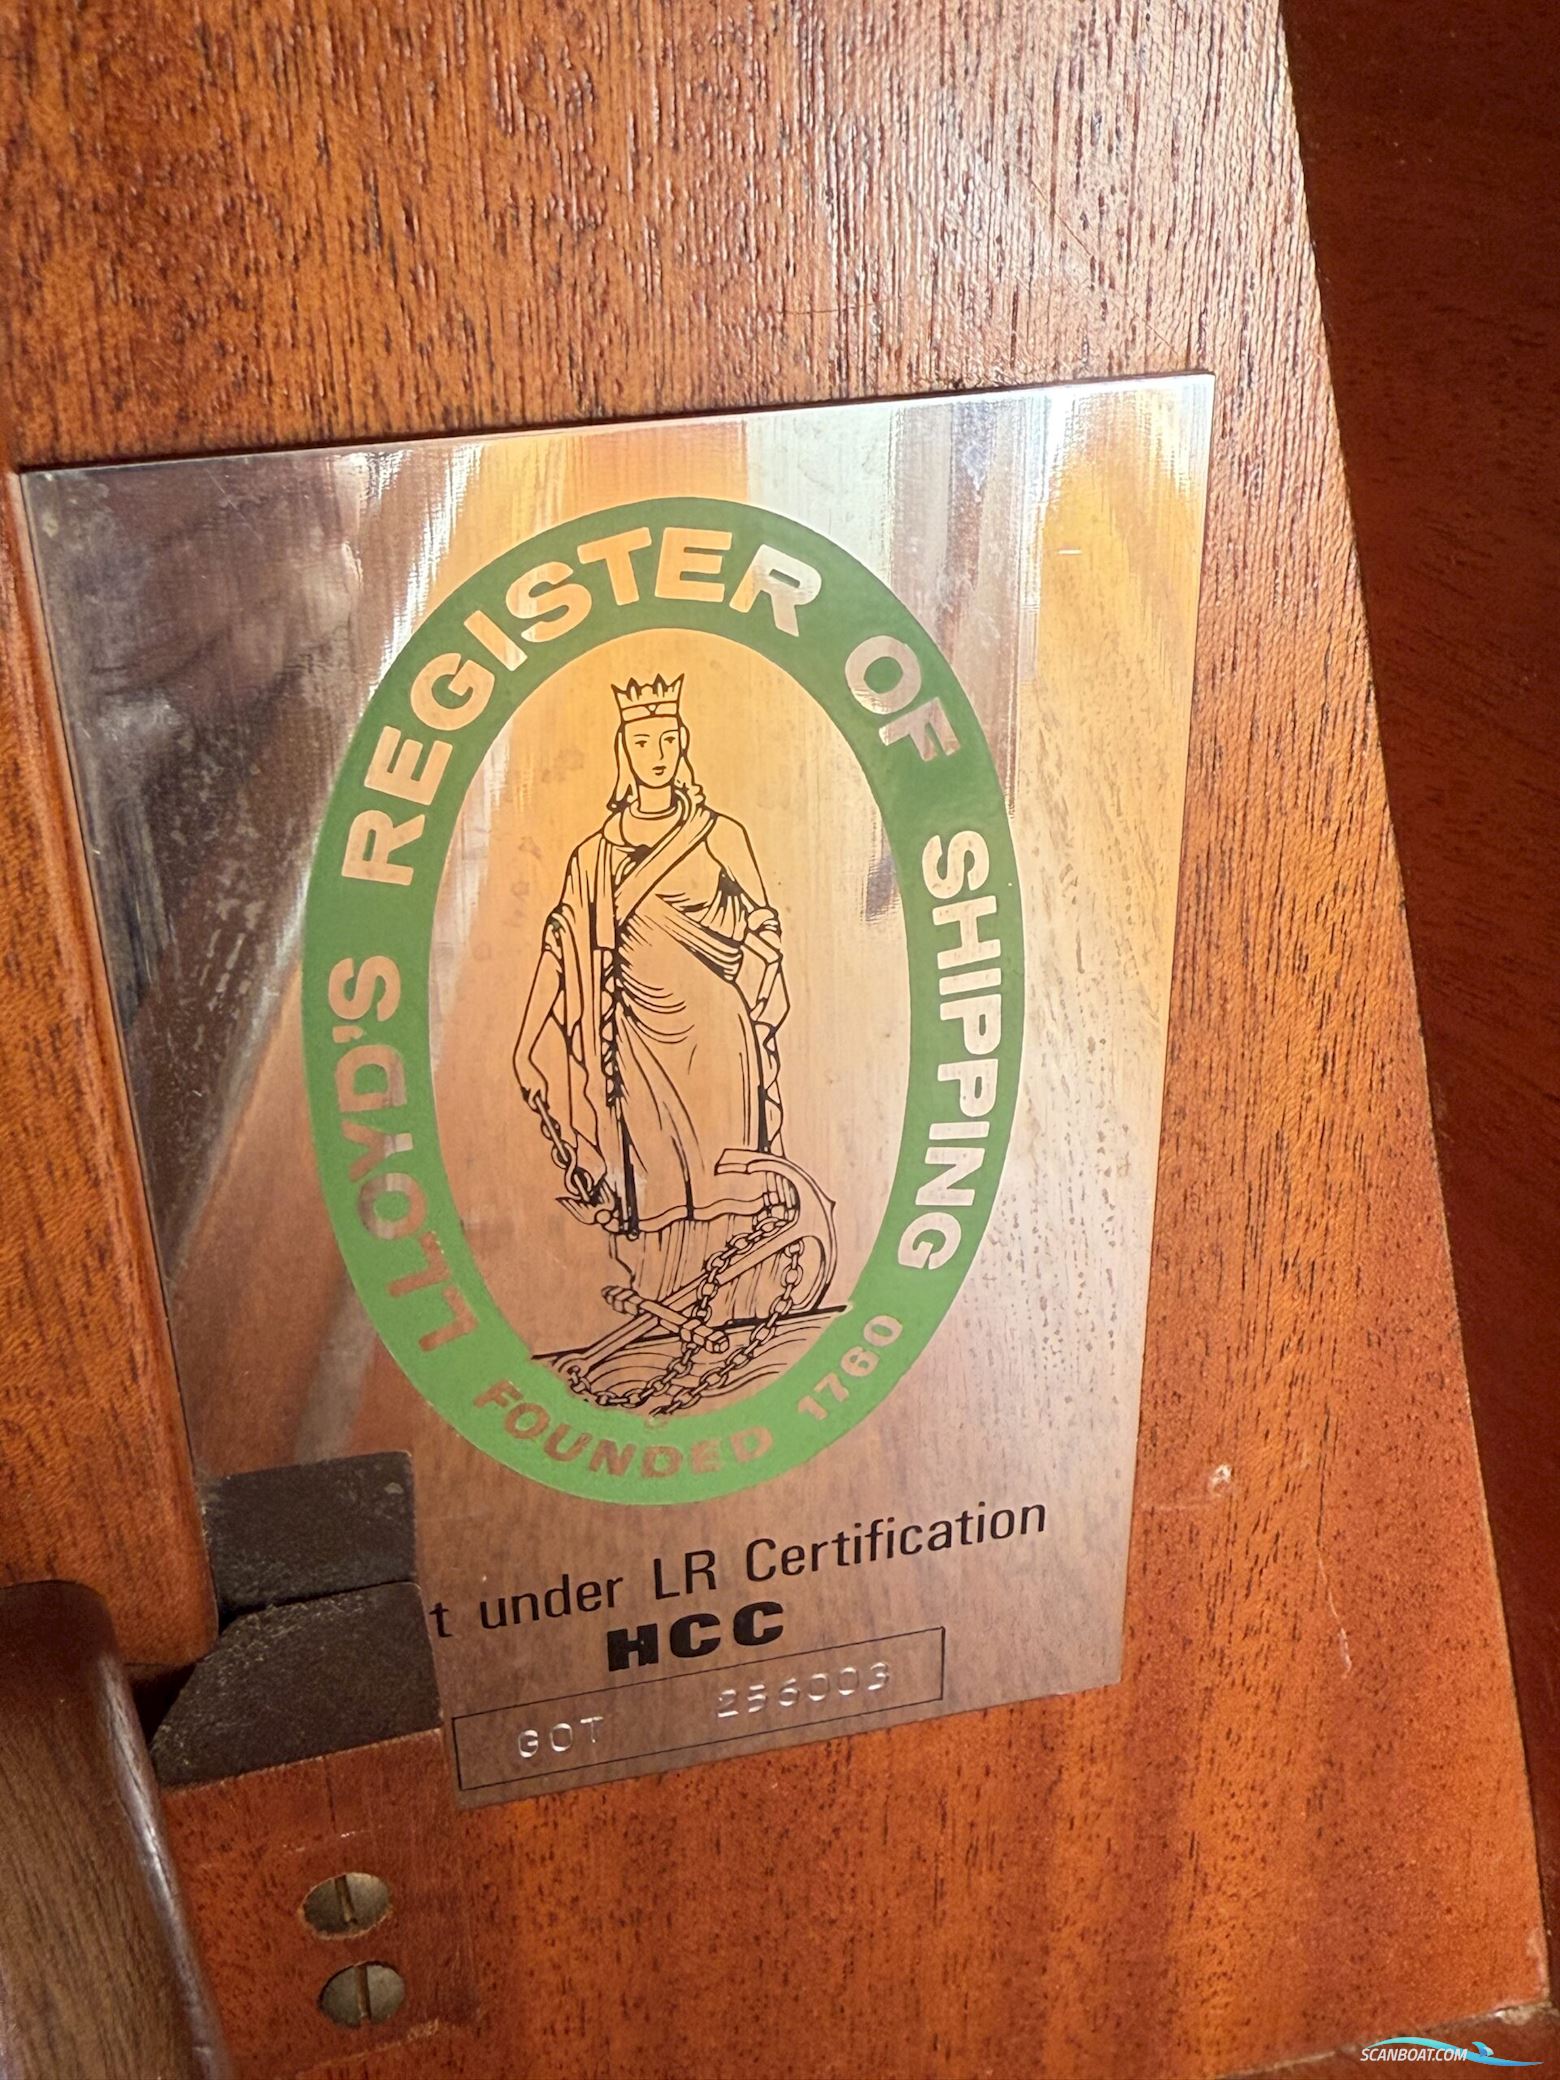 LLOYD'S REGISTER OF SHIPPING
FOUNDED 1760
t under LR Certification
HCC
GOT 256003
SCANBOAT.COM